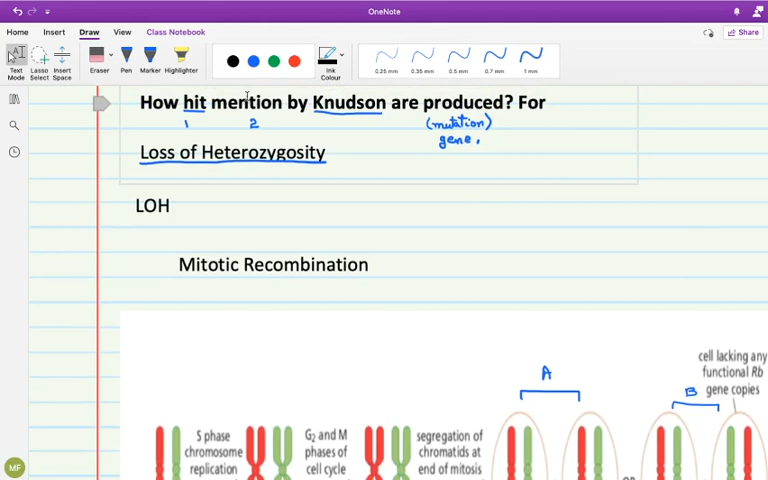 OneNote
Home Insert Draw View Class Notebook
Share
Text Mode
Lasso Select
Insert Space
Eraser
Pen
Marker
Highlighter
Ink Colour
0.25 mm
0.35 mm
0.5 mm
0.7 mm
1 mm
How hit mention by Knudson are produced? For
1 2 (mutation)
gene,
Loss of Heterozygosity
LOH
Mitotic Recombination
cell lacking any
functional Rb
gene copies
A
B
S phase
chromosome
replication
G2 and M
phases of
cell cycle
segregation of
chromatids at
end of mitosis
OR
MF